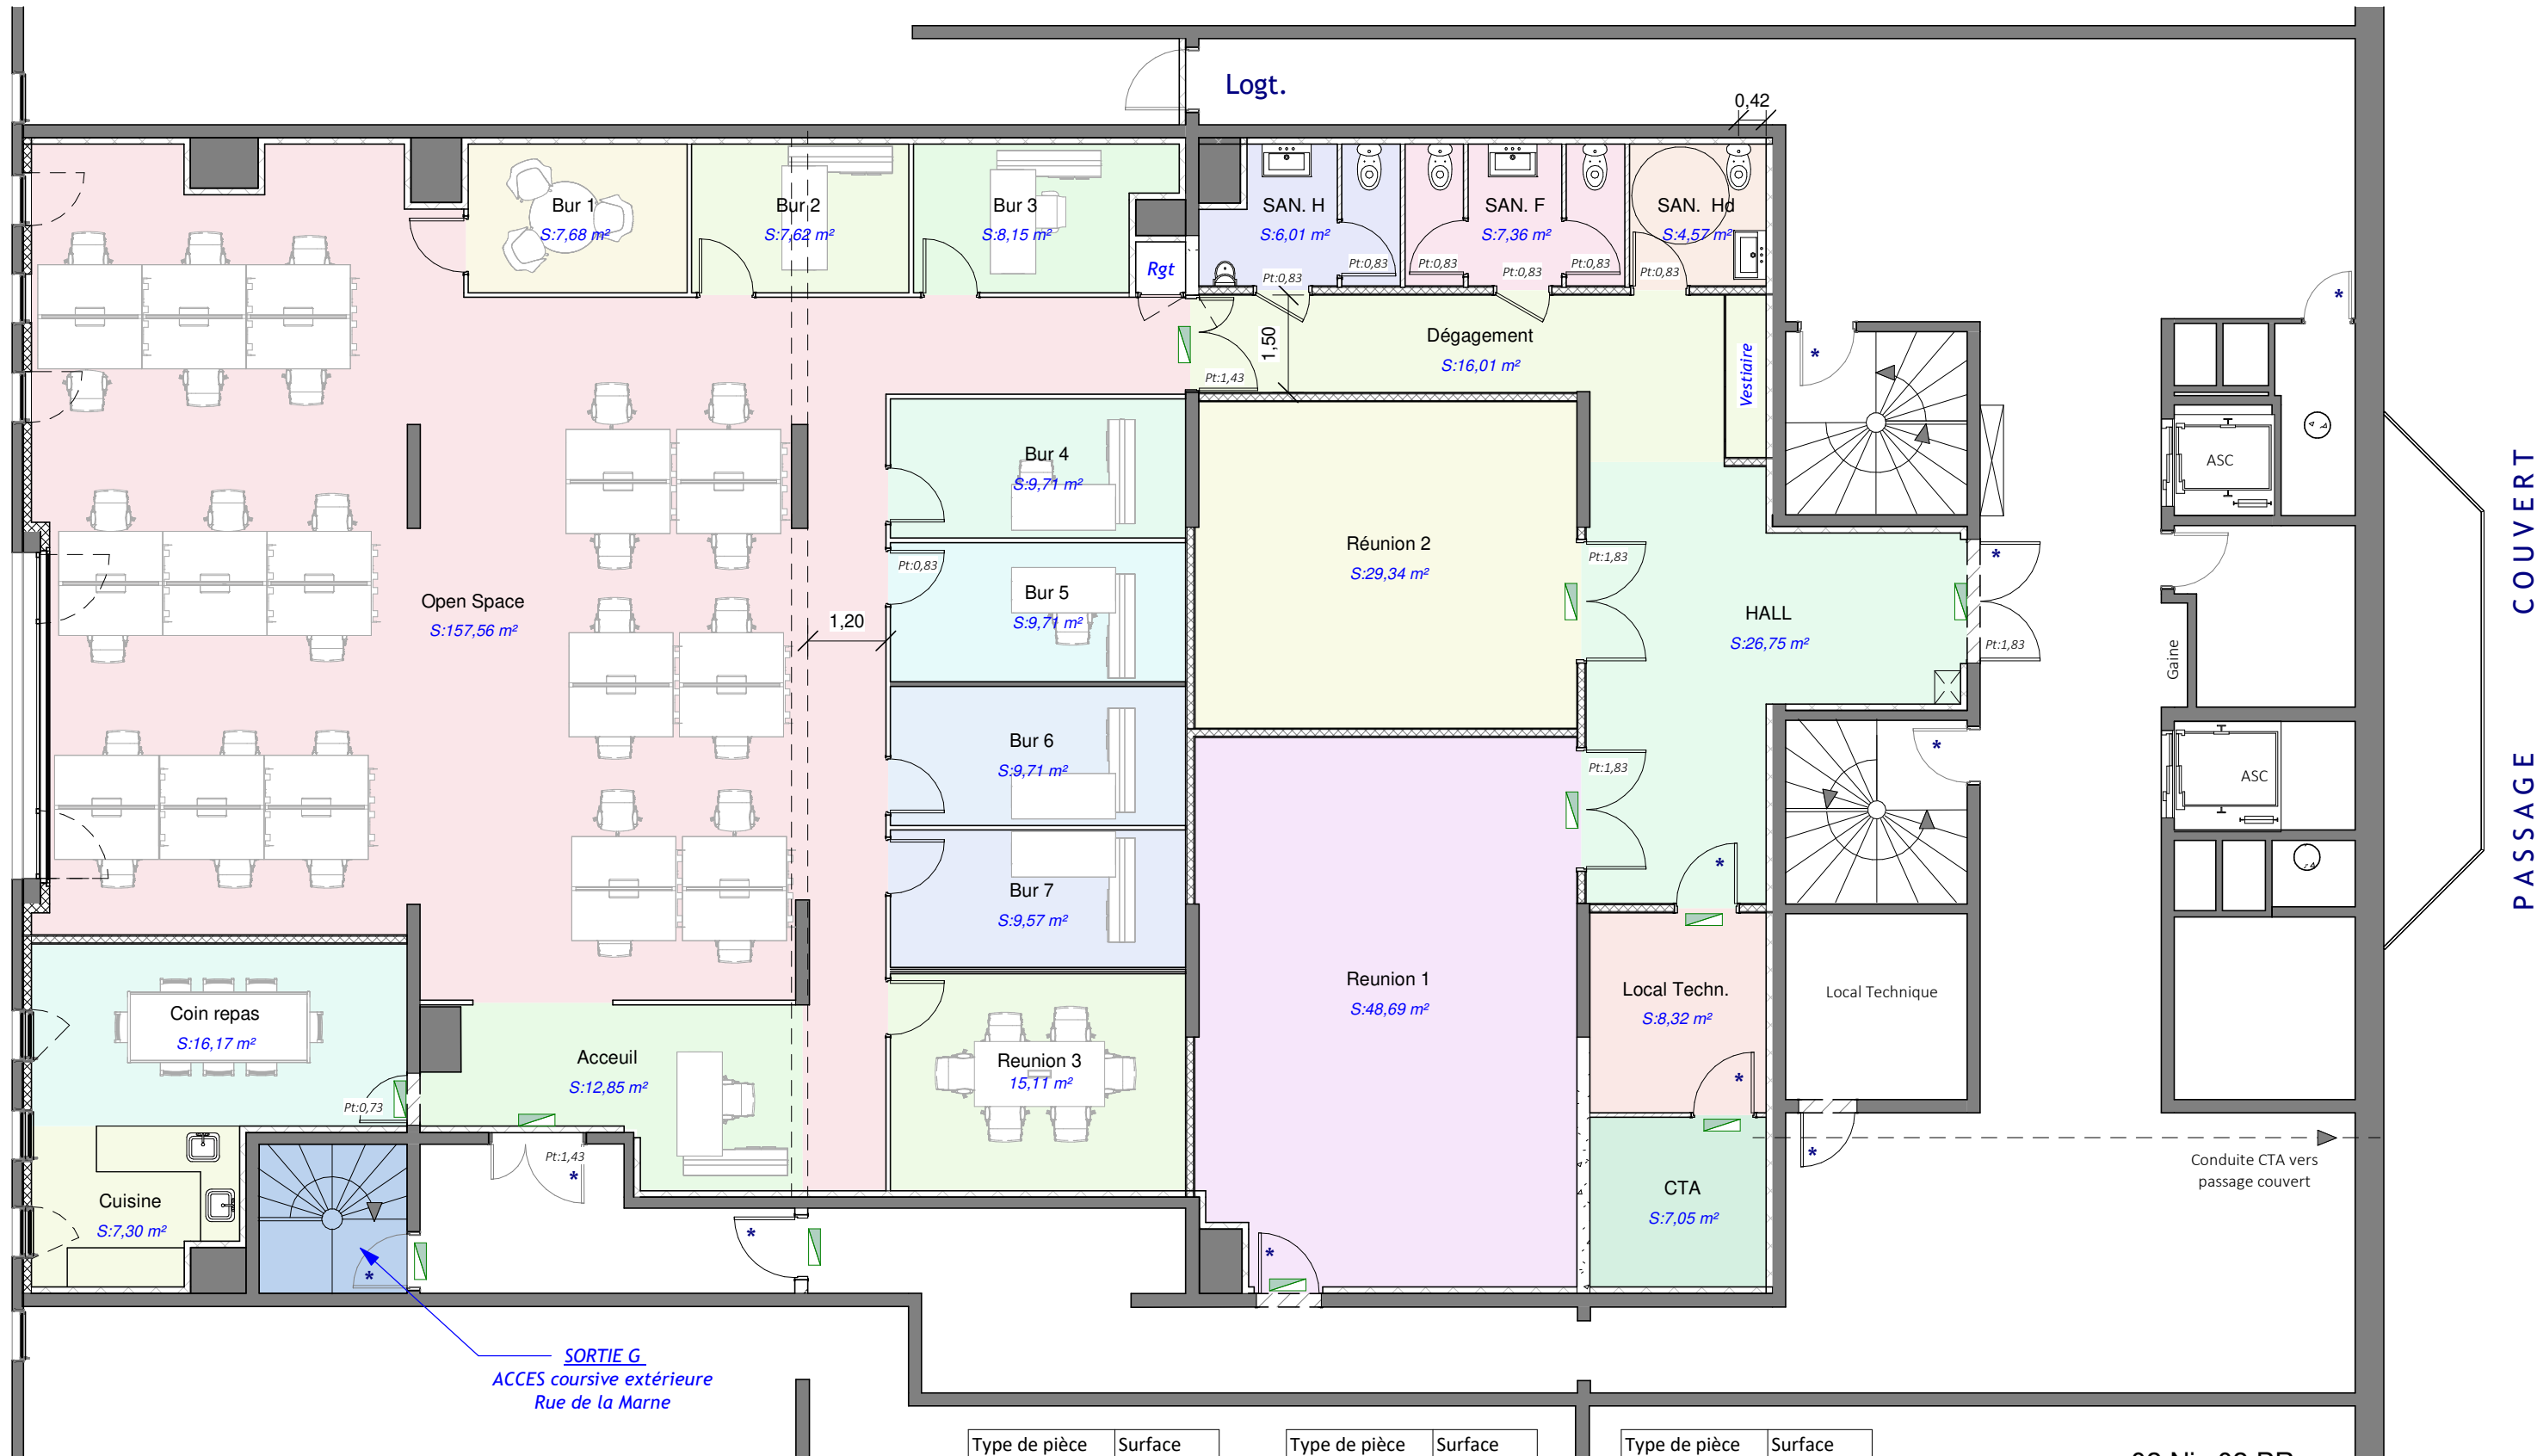 Logt.
0,42
Bur 1
S:7,68 m²
Bur 2
S:7,62 m²
Bur 3
S:8,15 m²
Rgt
SAN. H
S:6,01 m²
Pt:0,83
Pt:0,83
SAN. F
S:7,36 m²
Pt:0,83
Pt:0,83
Pt:0,83
SAN. Hd
S:4,57m²
Pt:0,83
Dégagement
S:16,01 m²
1,50
Pt:1,43
Vestiaire
*
*
ASC
Bur 4
S:9,71 m²
Bur 5
S:9,71 m²
Pt:0,83
Bur 6
S:9,71 m²
Bur 7
S:9,57 m²
Open Space
S:157,56 m²
1,20
Réunion 2
S:29,34 m²
Pt:1,83
HALL
S:26,75 m²
*
Pt:1,83
Gaine
Pt:1,83
*
*
ASC
PASSAGE COUVERT
Reunion 1
S:48,69 m²
*
Local Techn.
S:8,32 m²
*
Local Technique
*
Conduite CTA vers
passage couvert
CTA
S:7,05 m²
Coin repas
S:16,17 m²
Pt:0,73
Acceuil
S:12,85 m²
Reunion 3
15,11 m²
Pt:1,43
*
*
Cuisine
S:7,30 m²
*
SORTIE G
ACCES coursive extérieure
Rue de la Marne
Type de pièce Surface
Type de pièce Surface
Type de pièce Surface